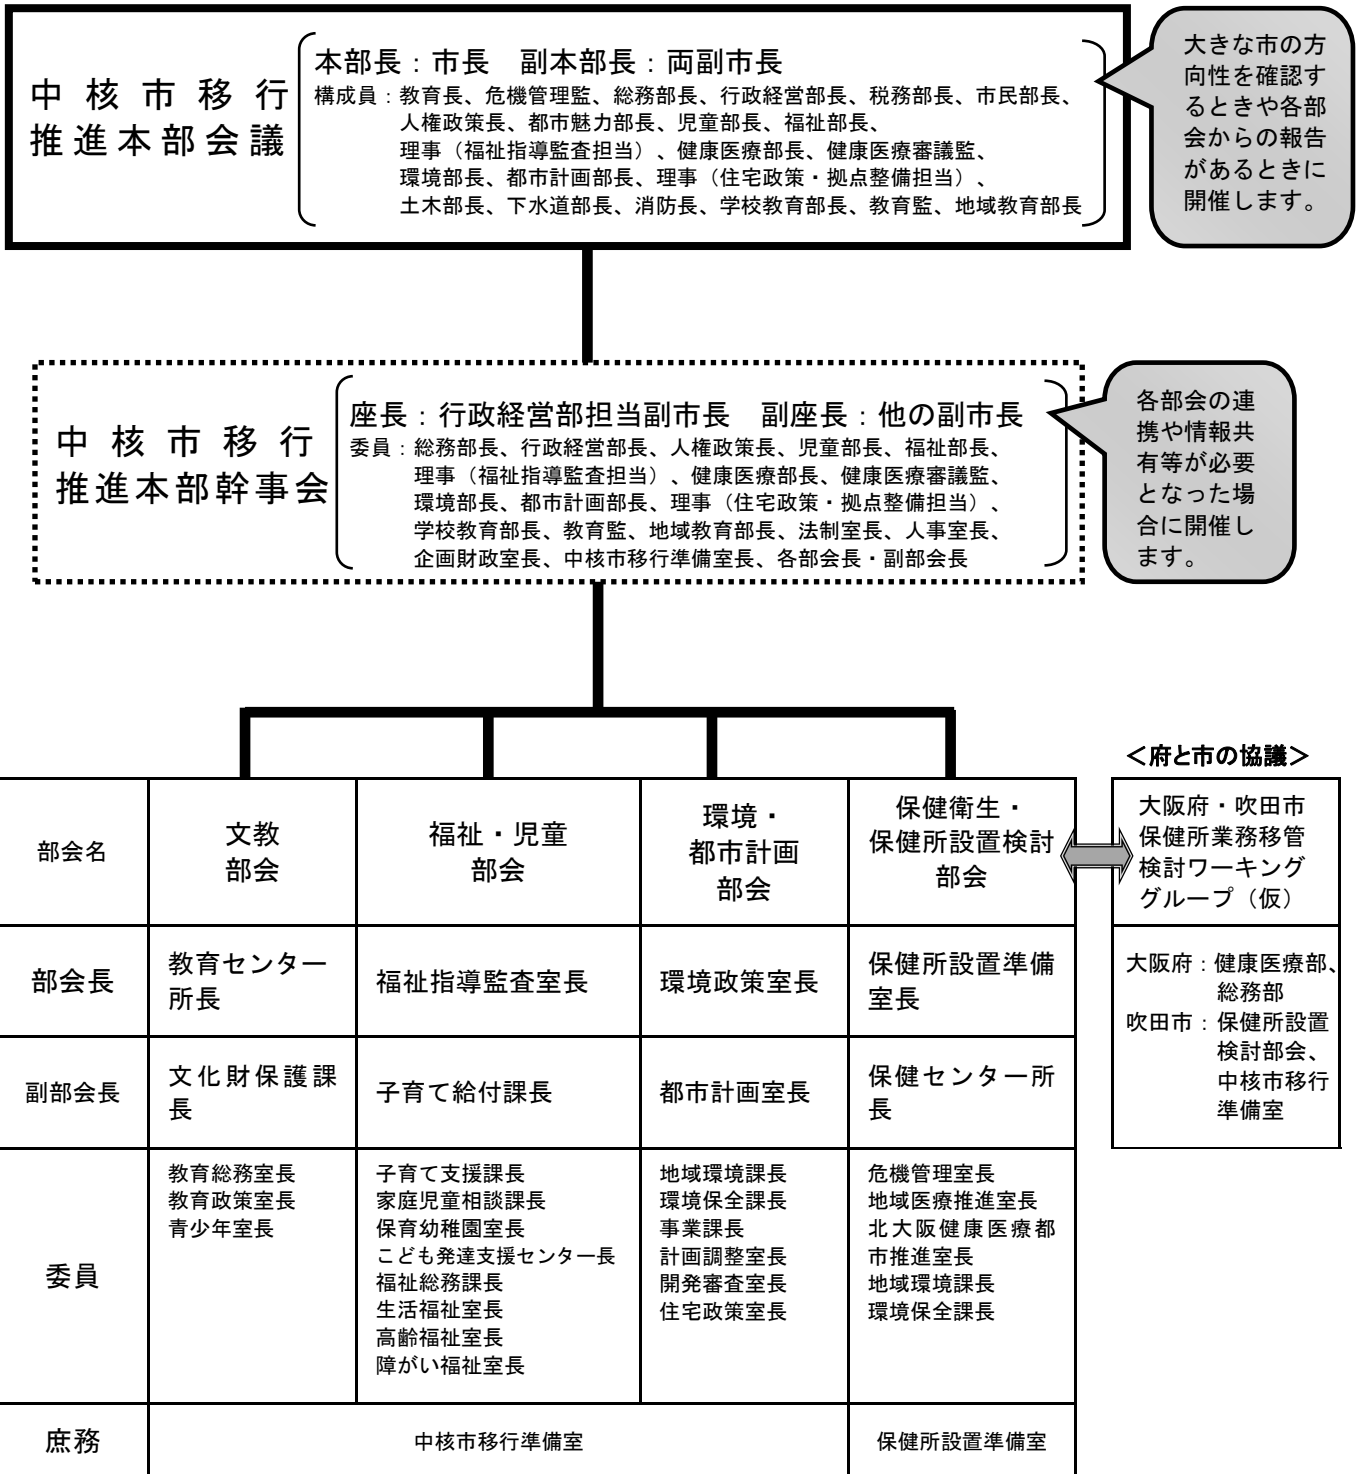 中核市移行
推進本部会議
本部長：市長　副本部長：両副市長
構成員：教育長、危機管理監、総務部長、行政経営部長、税務部長、市民部長、
人権政策長、都市魅力部長、児童部長、福祉部長、
理事（福祉指導監査担当）、健康医療部長、健康医療審議監、
環境部長、都市計画部長、理事（住宅政策・拠点整備担当）、
土木部長、下水道部長、消防長、学校教育部長、教育監、地域教育部長
大きな市の方
向性を確認す
るときや各部
会からの報告
があるときに
開催します。
中核市移行
推進本部幹事会
座長：行政経営部担当副市長　副座長：他の副市長
委員：総務部長、行政経営部長、人権政策長、児童部長、福祉部長、
理事（福祉指導監査担当）、健康医療部長、健康医療審議監、
環境部長、都市計画部長、理事（住宅政策・拠点整備担当）、
学校教育部長、教育監、地域教育部長、法制室長、人事室長、
企画財政室長、中核市移行準備室長、各部会長・副部会長
各部会の連
携や情報共
有等が必要
となった場
合に開催し
ます。
部会名
文教
部会
福祉・児童
部会
環境・
都市計画
部会
保健衛生・
保健所設置検討
部会
＜府と市の協議＞
大阪府・吹田市
保健所業務移管
検討ワーキング
グループ（仮）
部会長
教育センター
所長
福祉指導監査室長
環境政策室長
保健所設置準備
室長
大阪府：健康医療部、
総務部
吹田市：保健所設置
検討部会、
中核市移行
準備室
副部会長
文化財保護課
長
子育て給付課長
都市計画室長
保健センター所
長
委員
教育総務室長
教育政策室長
青少年室長
子育て支援課長
家庭児童相談課長
保育幼稚園室長
こども発達支援センター長
福祉総務課長
生活福祉室長
高齢福祉室長
障がい福祉室長
地域環境課長
環境保全課長
事業課長
計画調整室長
開発審査室長
住宅政策室長
危機管理室長
地域医療推進室長
北大阪健康医療都
市推進室長
地域環境課長
環境保全課長
庶務
中核市移行準備室
保健所設置準備室